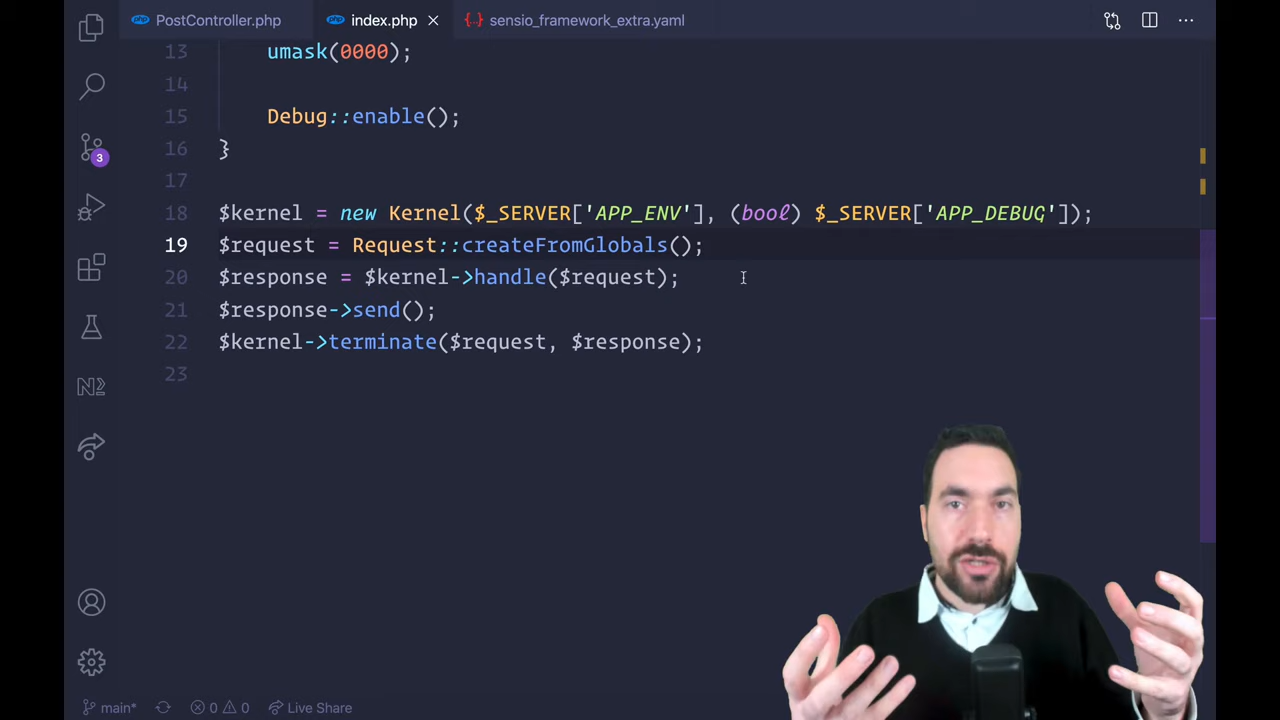 php PostController.php
php index.php
{..} sensio_framework_extra.yaml
13 umask(0000);
14
15 Debug::enable();
16 }
17
18 $kernel = new Kernel($_SERVER['APP_ENV'], (bool) $_SERVER['APP_DEBUG']);
19 $request = Request::createFromGlobals();
20 $response = $kernel->handle($request);
21 $response->send();
22 $kernel->terminate($request, $response);
23
3
main*
0
0
Live Share